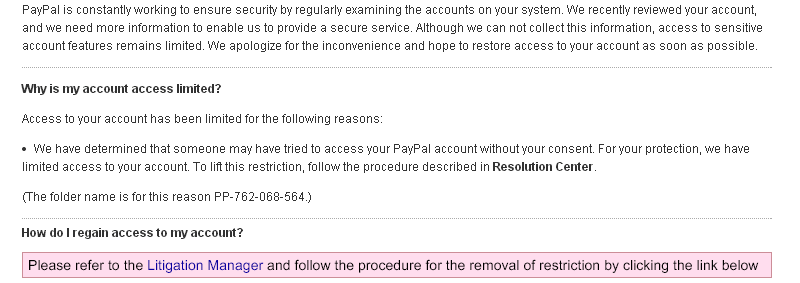 PayPal is constantly working to ensure security by regularly examining the accounts on your system. We recently reviewed your account,
and we need more information to enable us to provide a secure service. Although we can not collect this information, access to sensitive
account features remains limited. We apologize for the inconvenience and hope to restore access to your account as soon as possible.
Why is my account access limited?
Access to your account has been limited for the following reasons:
• We have determined that someone may have tried to access your PayPal account without your consent. For your protection, we have
limited access to your account. To lift this restriction, follow the procedure described in Resolution Center.
(The folder name is for this reason PP-762-068-564.)
How do I regain access to my account?
Please refer to the Litigation Manager and follow the procedure for the removal of restriction by clicking the link below